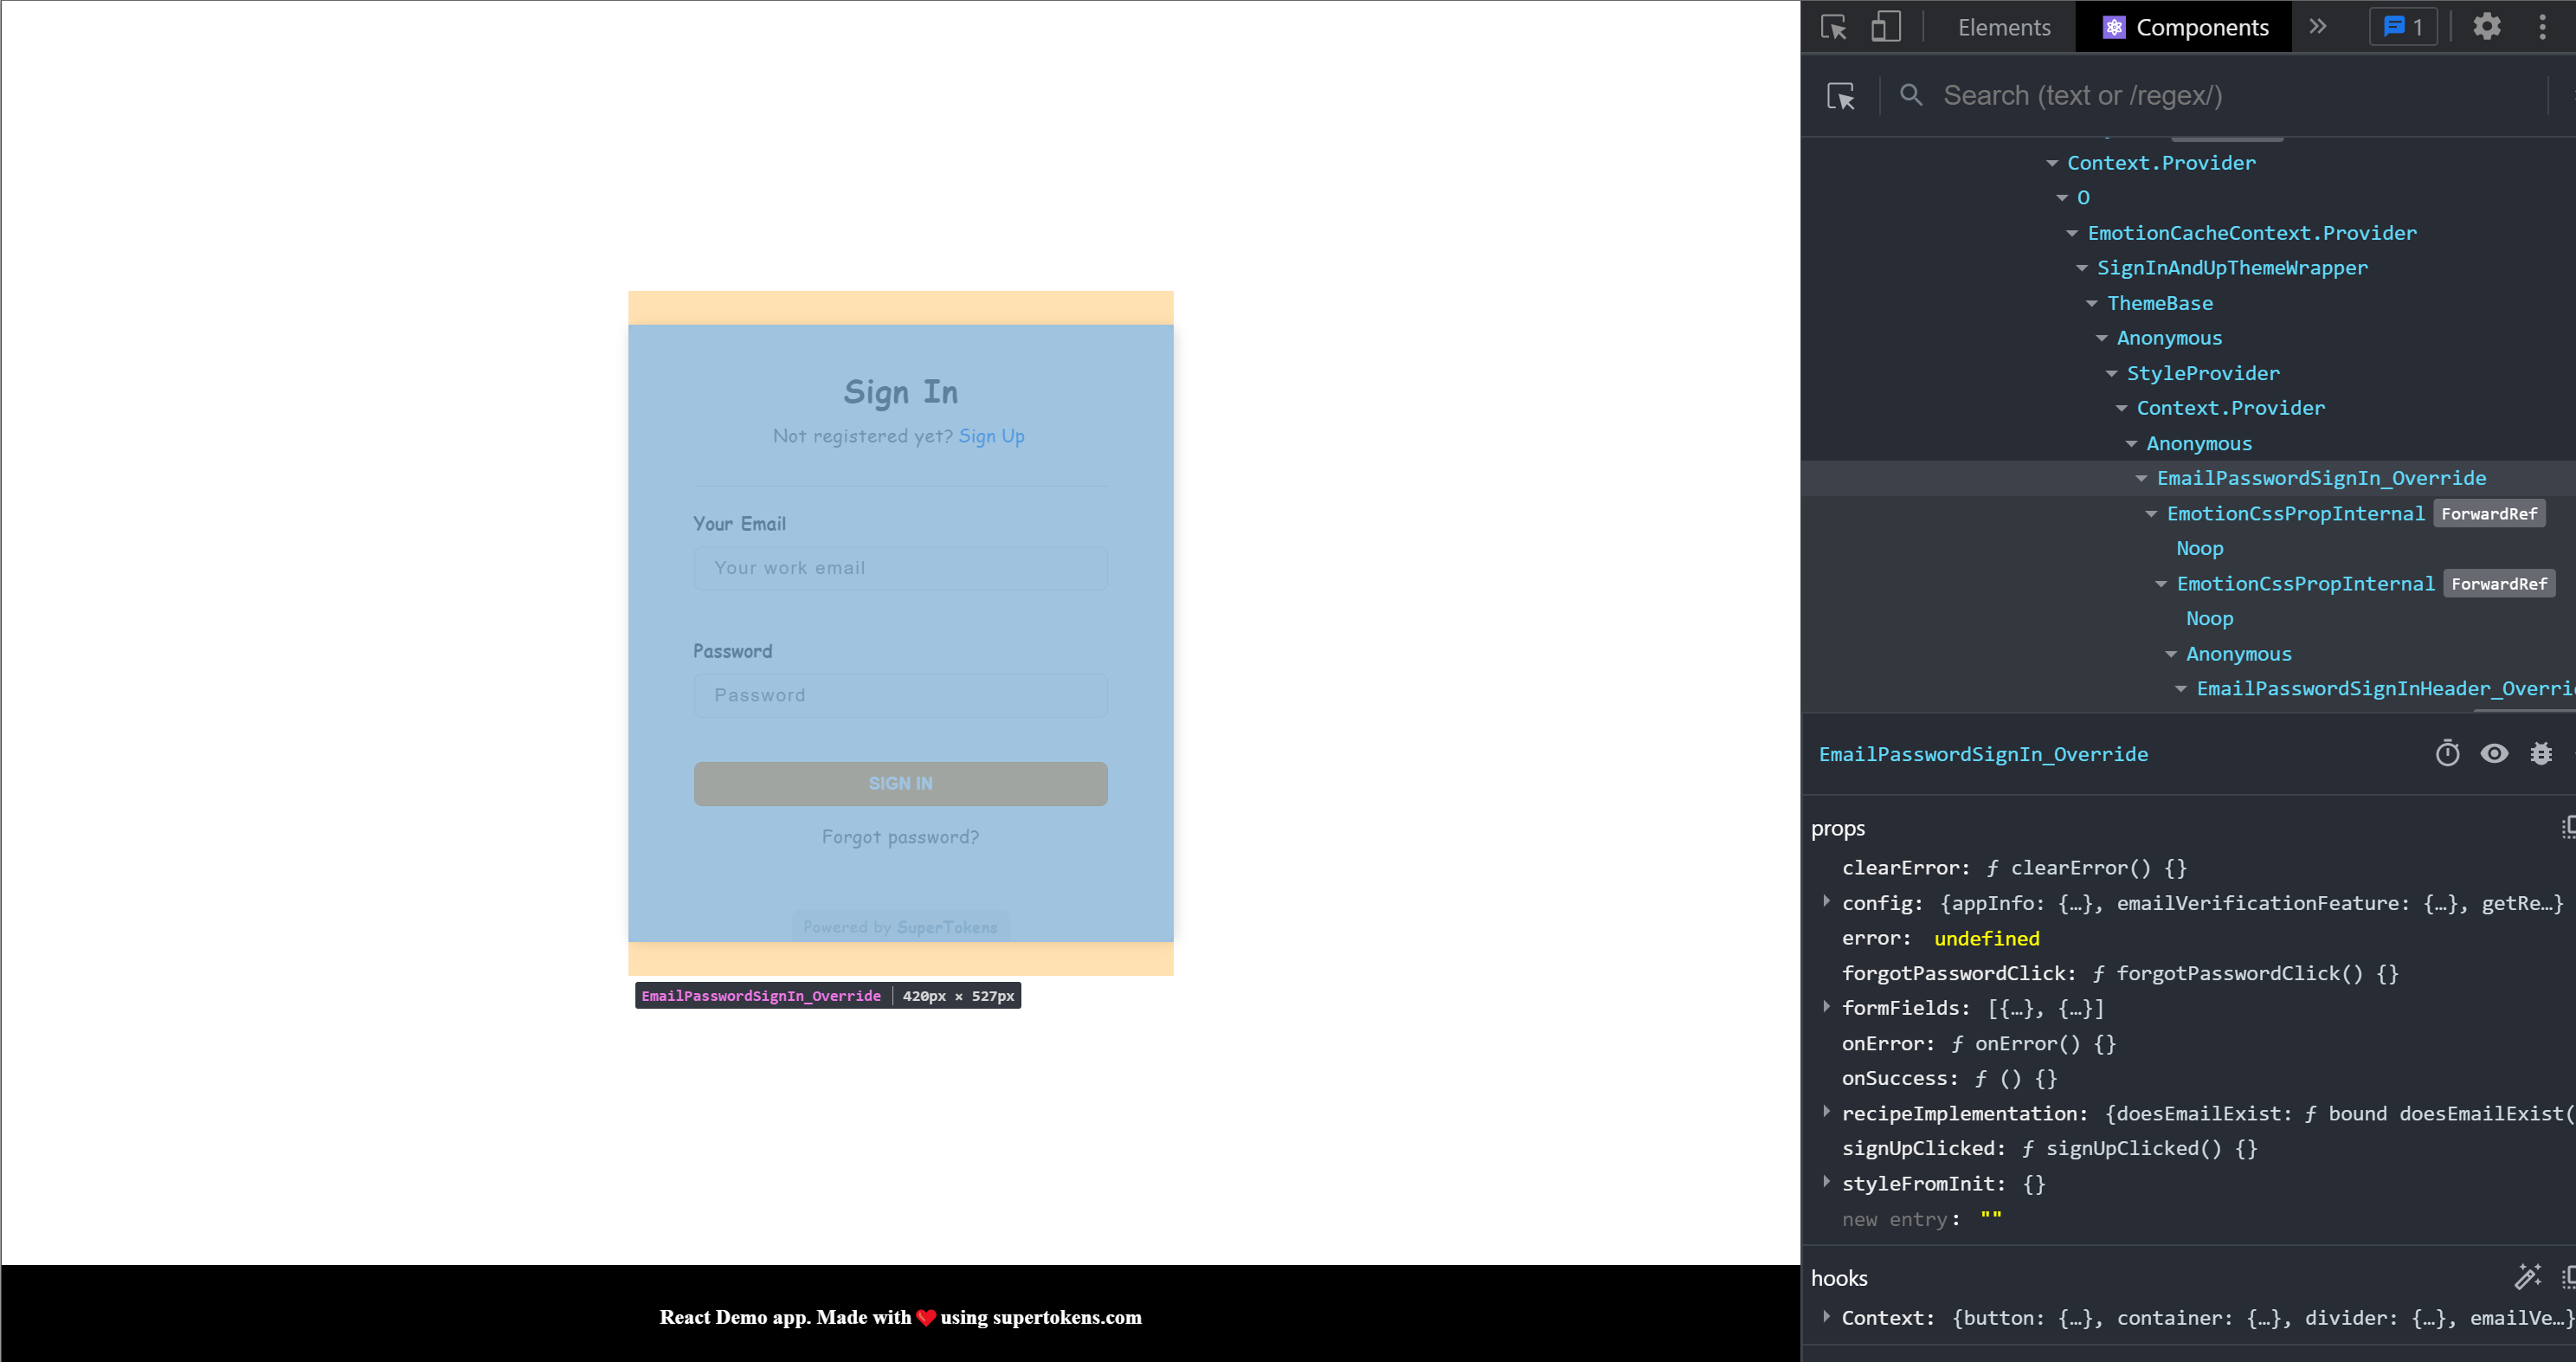 Sign In
Not registered yet? Sign Up
Your Email
Your work email
Password
Password
SIGN IN
Forgot password?
Powered by SuperTokens
EmailPasswordSignIn_Override 420px × 527px
React Demo app. Made with ❤️ using supertokens.com
Elements Components 1
Search (text or /regex/)
Context.Provider
O
EmotionCacheContext.Provider
SignInAndUpThemeWrapper
ThemeBase
Anonymous
StyleProvider
Context.Provider
Anonymous
EmailPasswordSignIn_Override
EmotionCssPropInternal ForwardRef
Noop
EmotionCssPropInternal ForwardRef
Noop
Anonymous
EmailPasswordSignInHeader_Overri
EmailPasswordSignIn_Override
props
clearError: ƒ clearError() {}
config: {appInfo: {…}, emailVerificationFeature: {…}, getRe…}
error: undefined
forgotPasswordClick: ƒ forgotPasswordClick() {}
formFields: [{…}, {…}]
onError: ƒ onError() {}
onSuccess: ƒ () {}
recipeImplementation: {doesEmailExist: ƒ bound doesEmailExist(
signUpClicked: ƒ signUpClicked() {}
styleFromInit: {}
new entry: ""
hooks
Context: {button: {…}, container: {…}, divider: {…}, emailVe…}